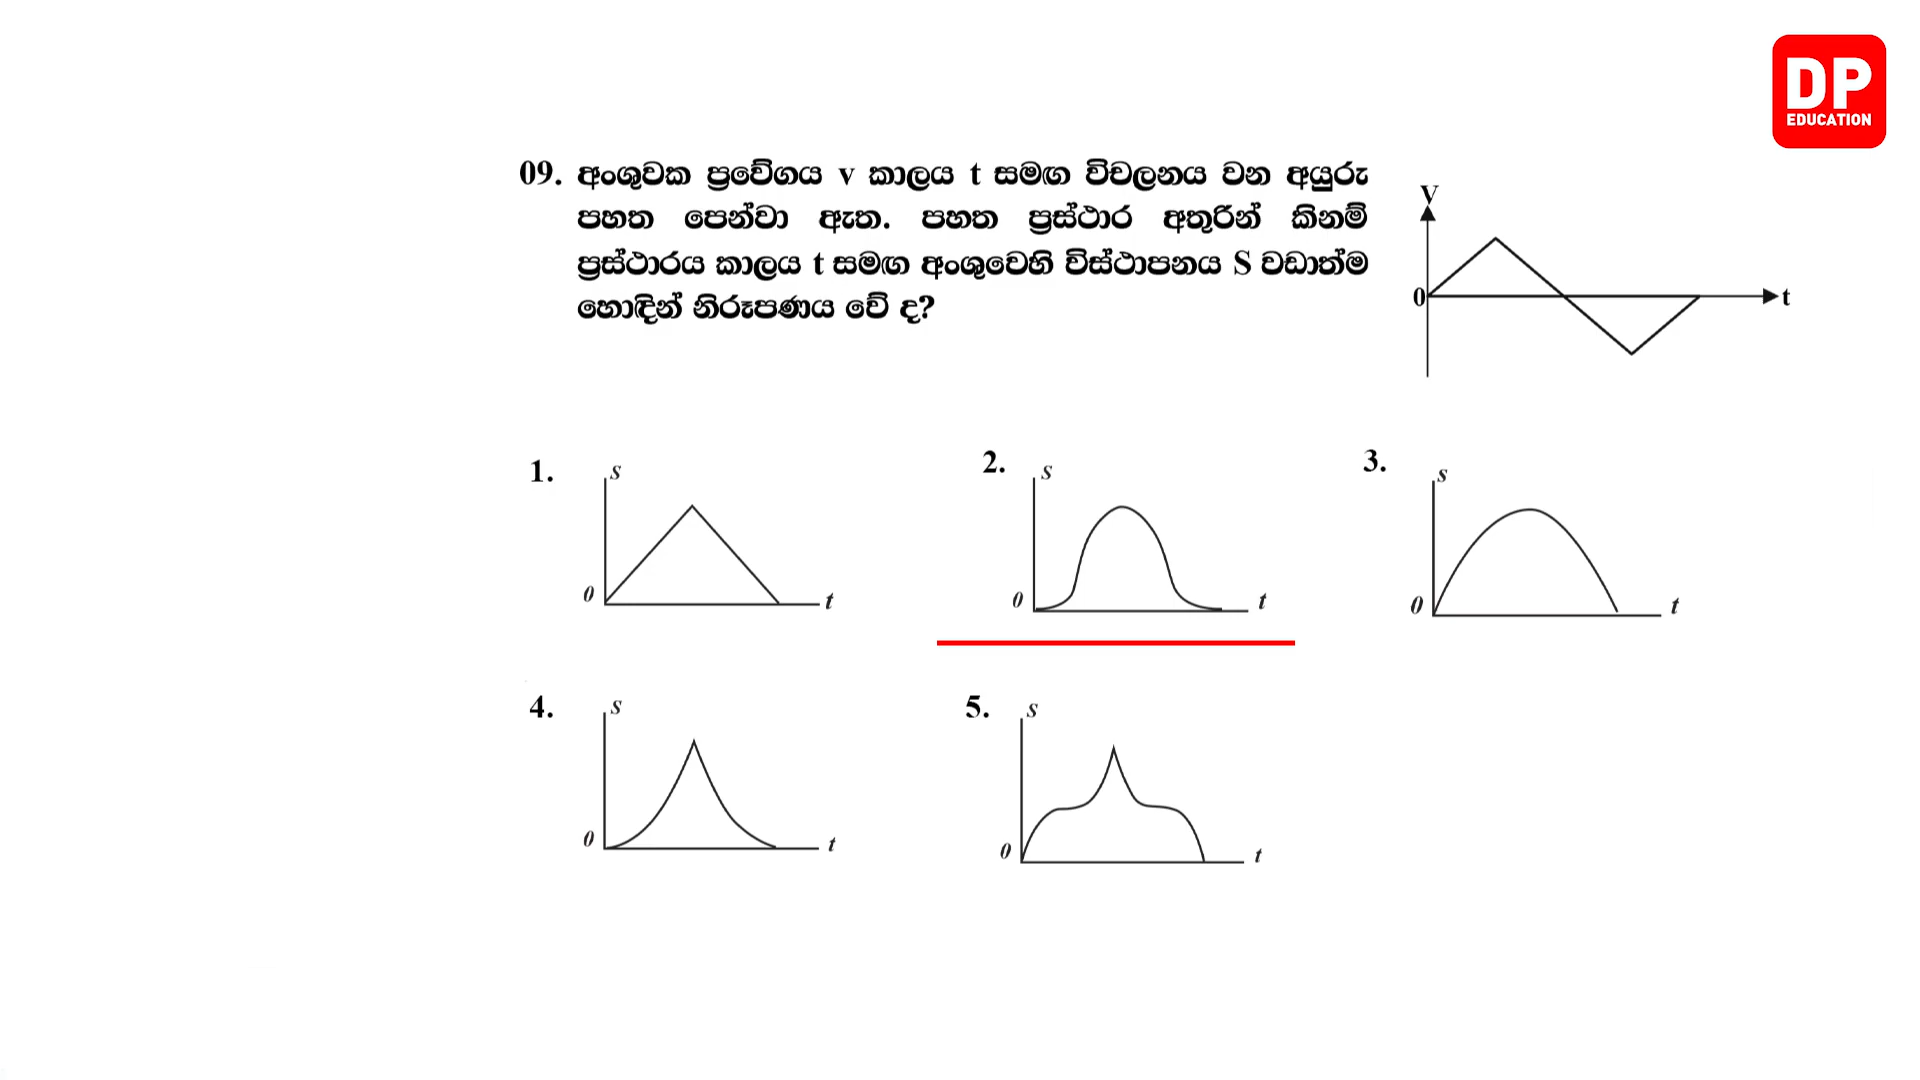 DP
EDUCATION
09. අංශුවක ප්‍රවේගය v කාලය t සමඟ විචලනය වන අයුරු
පහත පෙන්වා ඇත. පහත ප්‍රස්ථාර අතුරින් කිනම්
ප්‍රස්ථාරය කාලය t සමඟ අංශුවෙහි විස්ථාපනය S වඩාත්ම
හොඳින් නිරූපණය වේ ද?
V
0
t
1.
s
0
t
2.
s
0
t
3.
s
0
t
4.
s
0
t
5.
s
0
t